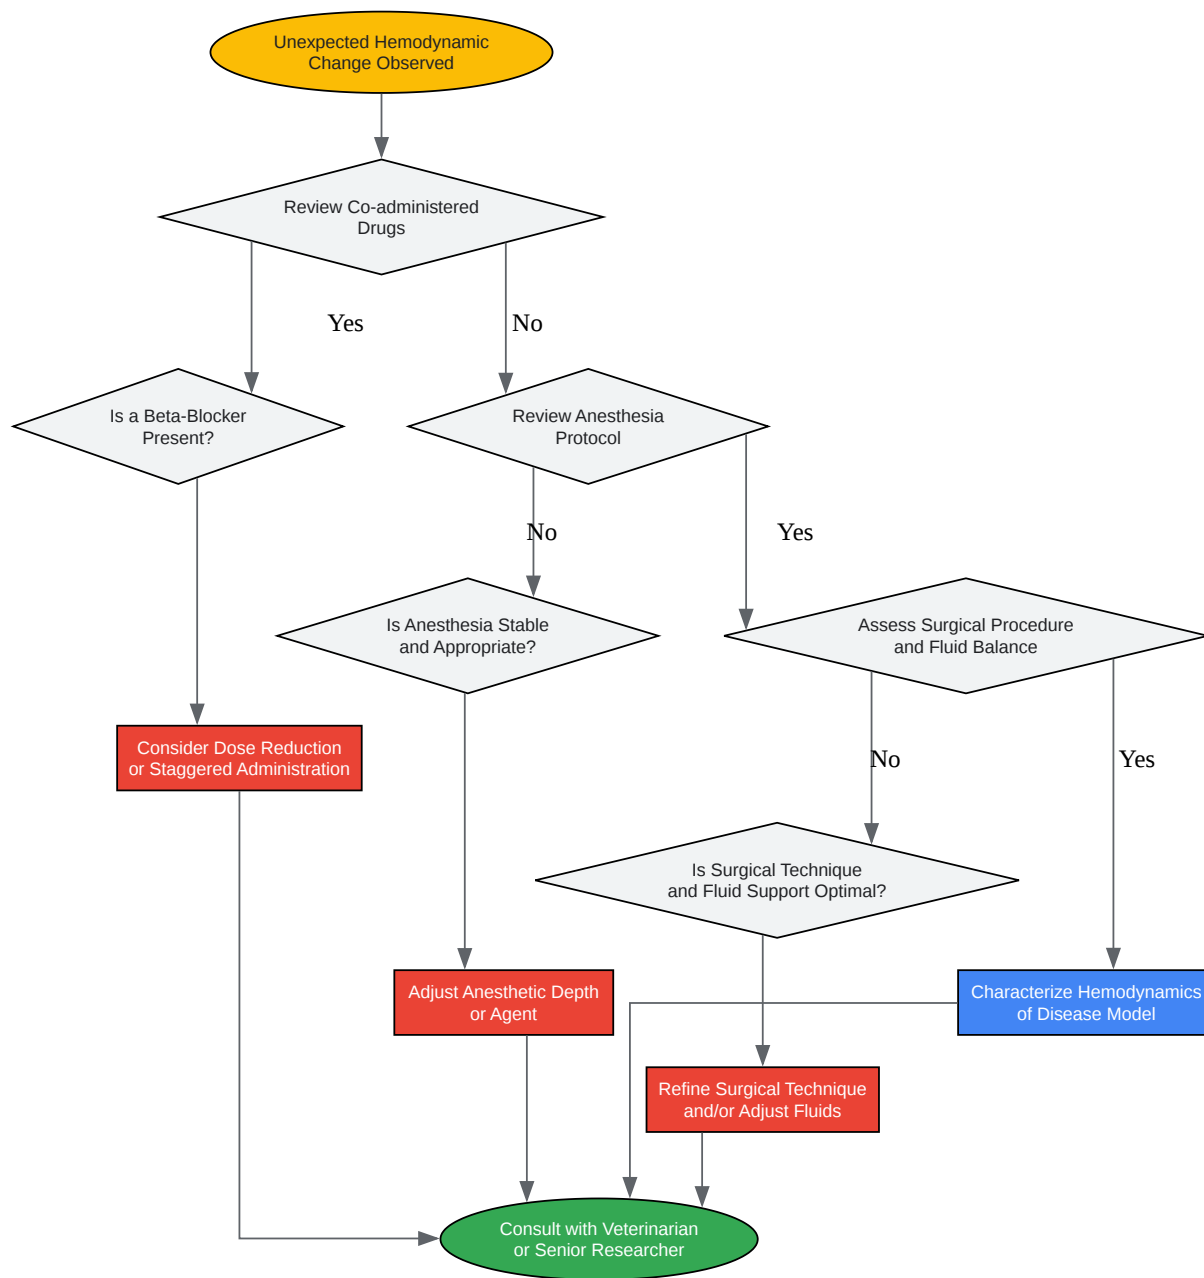 Unexpected Hemodynamic
Change Observed
Review Co-administered
Drugs
Yes
No
Is a Beta-Blocker
Present?
Review Anesthesia
Protocol
No
Yes
Is Anesthesia Stable
and Appropriate?
Assess Surgical Procedure
and Fluid Balance
Consider Dose Reduction
or Staggered Administration
No
Yes
Is Surgical Technique
and Fluid Support Optimal?
Adjust Anesthetic Depth
or Agent
Characterize Hemodynamics
of Disease Model
Refine Surgical Technique
and/or Adjust Fluids
Consult with Veterinarian
or Senior Researcher